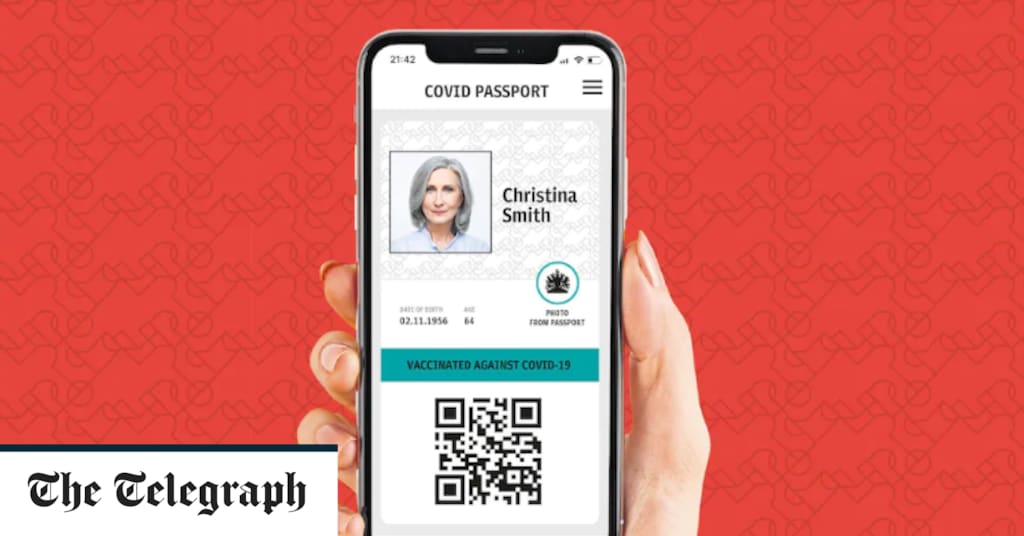 21:42
COVID PASSPORT
Christina
Smith
DATE OF BIRTH
AGE
02.11.1956
64
PHOTO
FROM PASSPORT
VACCINATED AGAINST COVID-19
The Telegraph